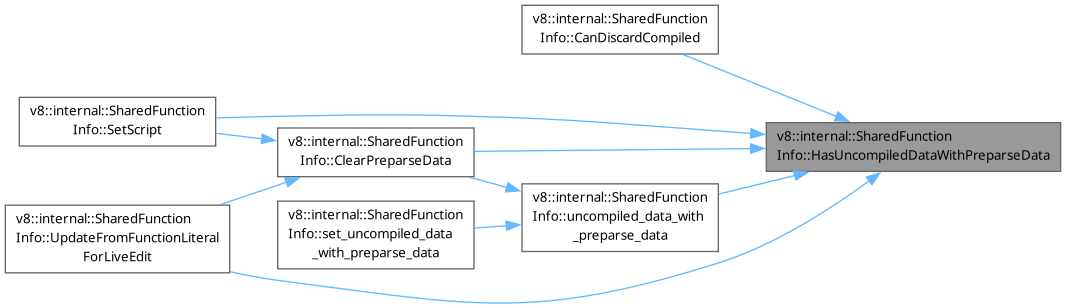 v8::internal::SharedFunction
Info::CanDiscardCompiled
v8::internal::SharedFunction
Info::SetScript
v8::internal::SharedFunction
Info::ClearPreparseData
v8::internal::SharedFunction
Info::HasUncompiledDataWithPreparseData
v8::internal::SharedFunction
Info::UpdateFromFunctionLiteral
ForLiveEdit
v8::internal::SharedFunction
Info::set_uncompiled_data
_with_preparse_data
v8::internal::SharedFunction
Info::uncompiled_data_with
_preparse_data